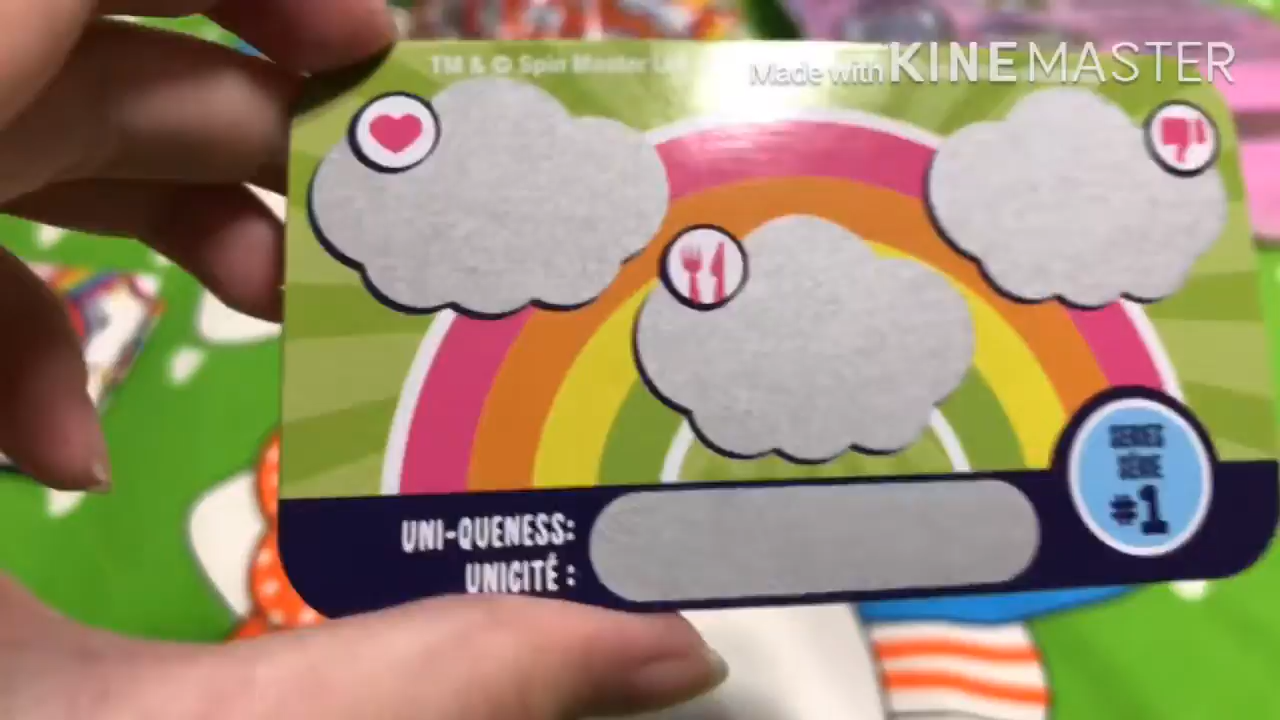 TM & © Spin Master Ltd.
Made with KINEMASTER
SERIES
SÉRIE
#1
UNI-QUENESS:
UNICITÉ :